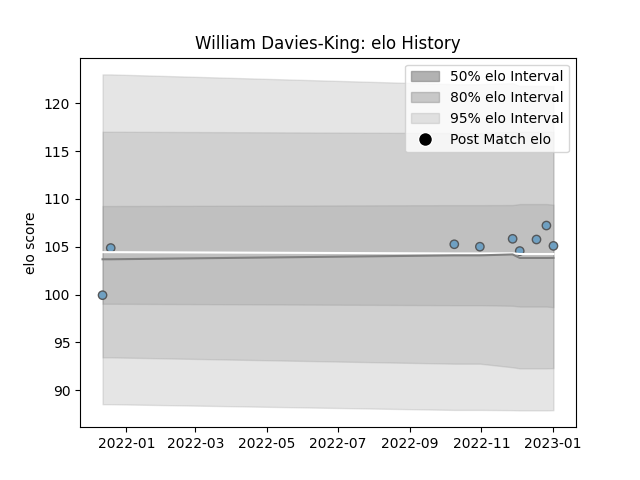 William Davies-King: elo History
50% elo Interval
80% elo Interval
95% elo Interval
Post Match elo
elo score
120
115
110
105
100
95
90
2022-01 2022-03 2022-05 2022-07 2022-09 2022-11 2023-01